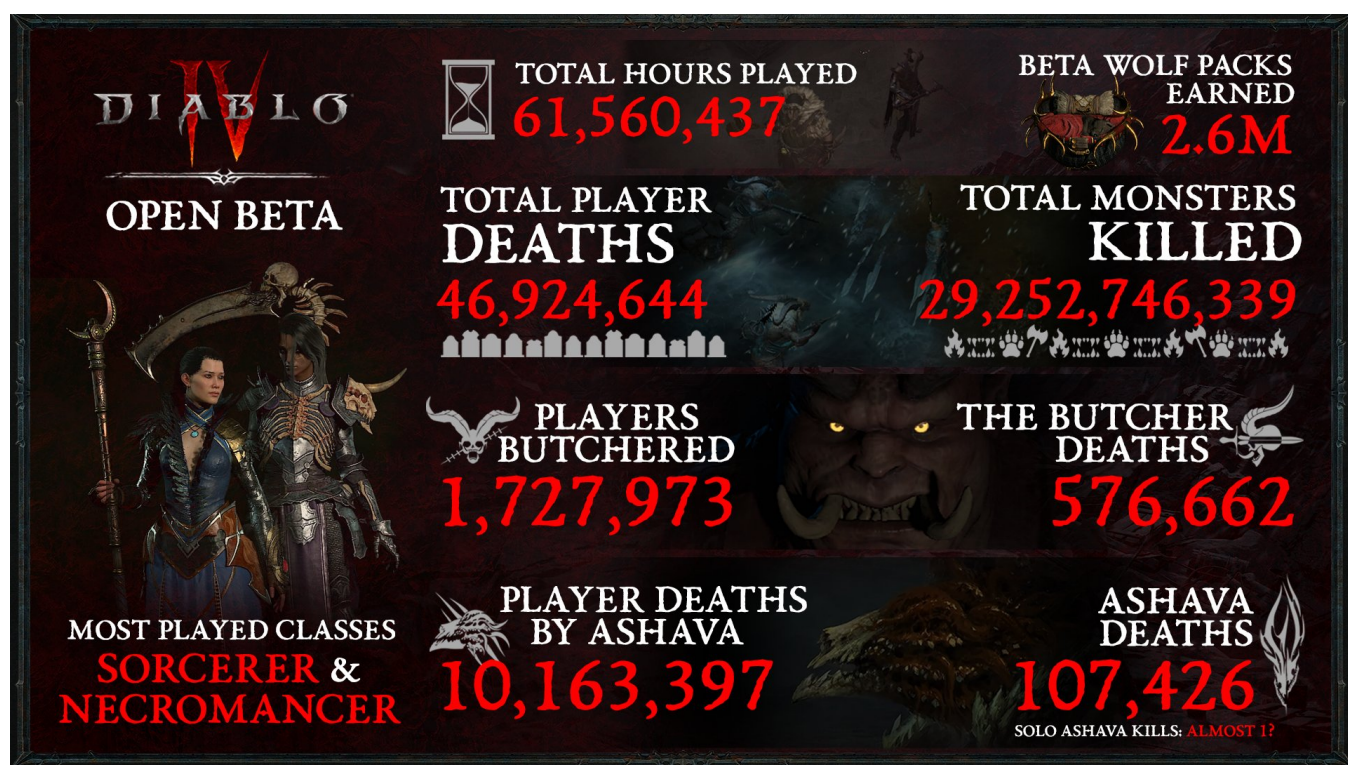 DIABLO
IV
OPEN BETA
MOST PLAYED CLASSES
SORCERER &
NECROMANCER
TOTAL HOURS PLAYED
61,560,437
BETA WOLF PACKS
EARNED
2.6M
TOTAL PLAYER
DEATHS
46,924,644
TOTAL MONSTERS
KILLED
29,252,746,339
PLAYERS
BUTCHERED
1,727,973
THE BUTCHER
DEATHS
576,662
PLAYER DEATHS
BY ASHAVA
10,163,397
ASHAVA
DEATHS
107,426
SOLO ASHAVA KILLS: ALMOST 1?